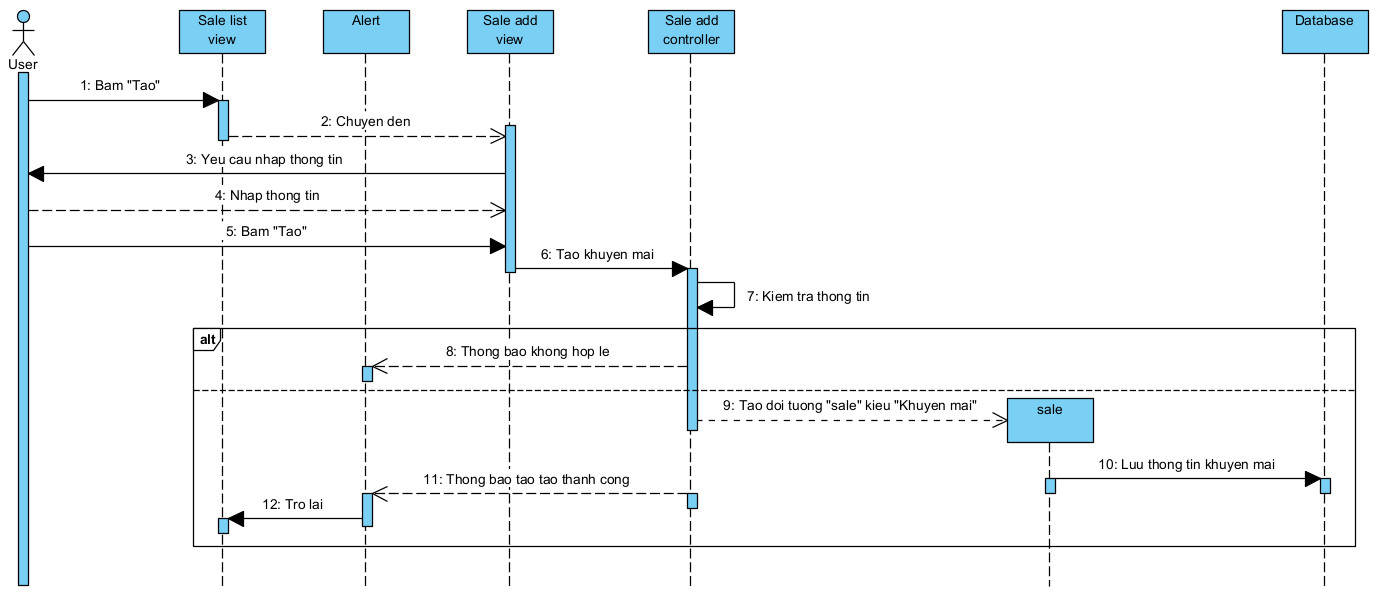 Sale list
view
Alert
Sale add
view
Sale add
controller
Database
User
1: Bam "Tao"
2: Chuyen den
3: Yeu cau nhap thong tin
4: Nhap thong tin
5: Bam "Tao"
6: Tao khuyen mai
7: Kiem tra thong tin
alt
8: Thong bao khong hop le
9: Tao doi tuong "sale" kieu "Khuyen mai"
sale
10: Luu thong tin khuyen mai
11: Thong bao tao tao thanh cong
12: Tro lai